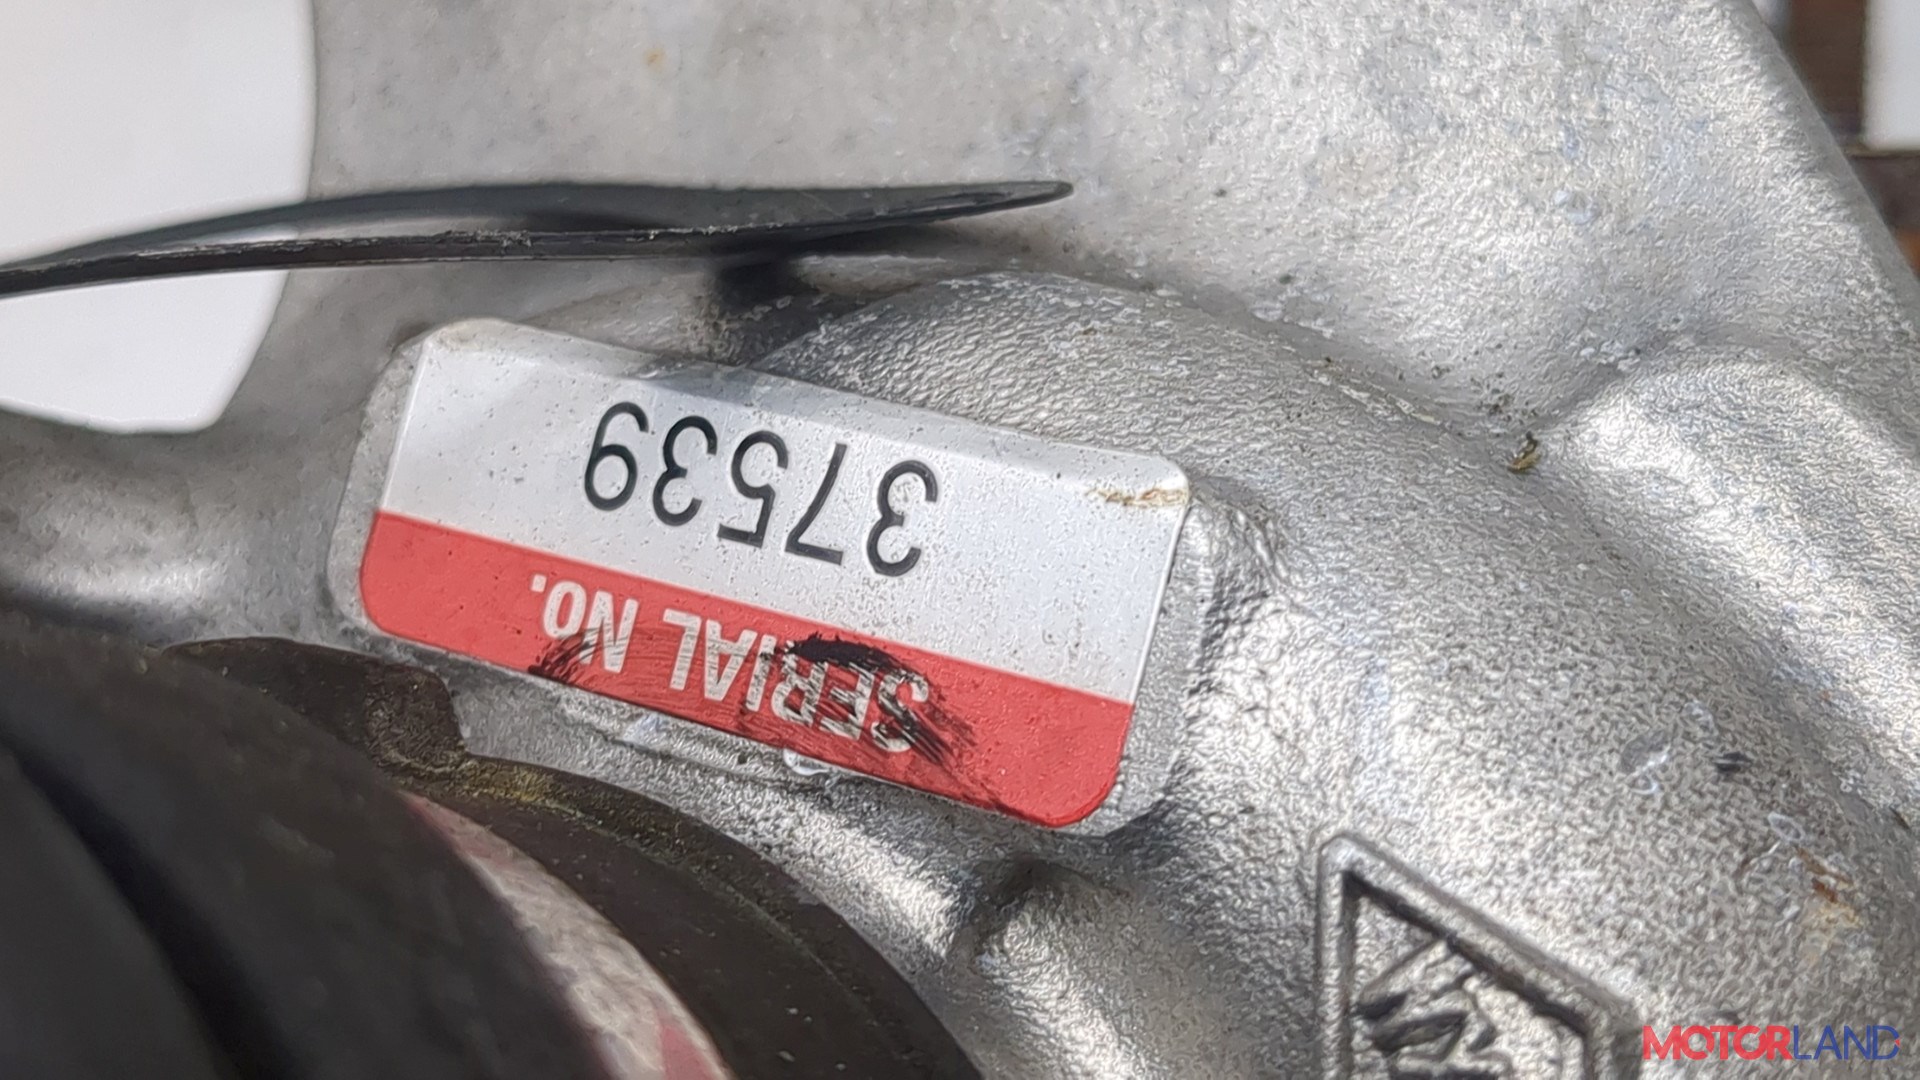 SERIAL No.
37539
MOTORLAND